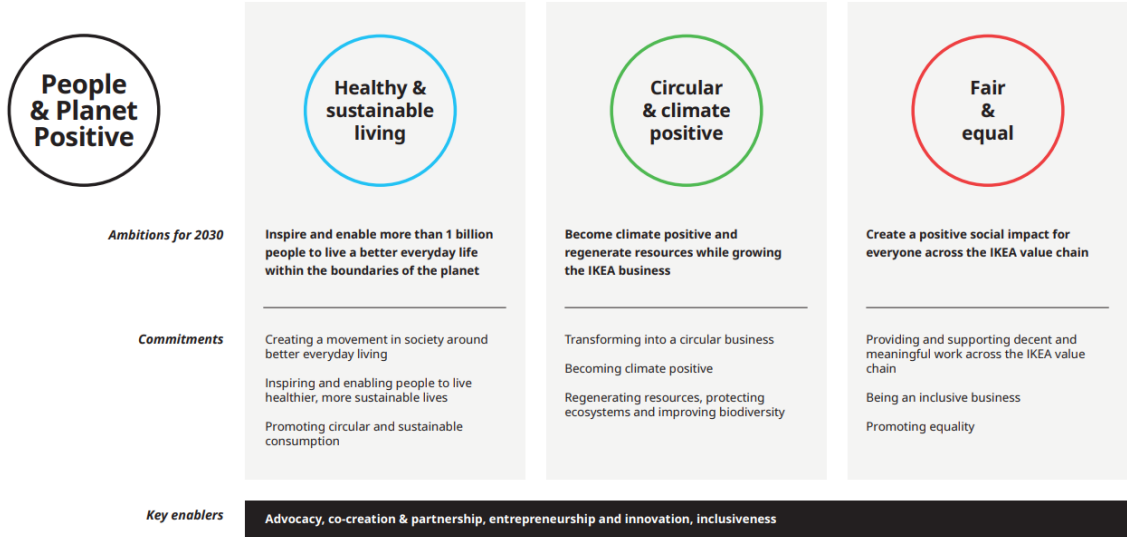 People
& Planet
Positive
Healthy &
sustainable
living
Circular
& climate
positive
Fair
&
equal
Ambitions for 2030
Inspire and enable more than 1 billion
people to live a better everyday life
within the boundaries of the planet
Become climate positive and
regenerate resources while growing
the IKEA business
Create a positive social impact for
everyone across the IKEA value chain
Commitments
Creating a movement in society around
better everyday living
Inspiring and enabling people to live
healthier, more sustainable lives
Promoting circular and sustainable
consumption
Transforming into a circular business
Becoming climate positive
Regenerating resources, protecting
ecosystems and improving biodiversity
Providing and supporting decent and
meaningful work across the IKEA value
chain
Being an inclusive business
Promoting equality
Key enablers
Advocacy, co-creation & partnership, entrepreneurship and innovation, inclusiveness